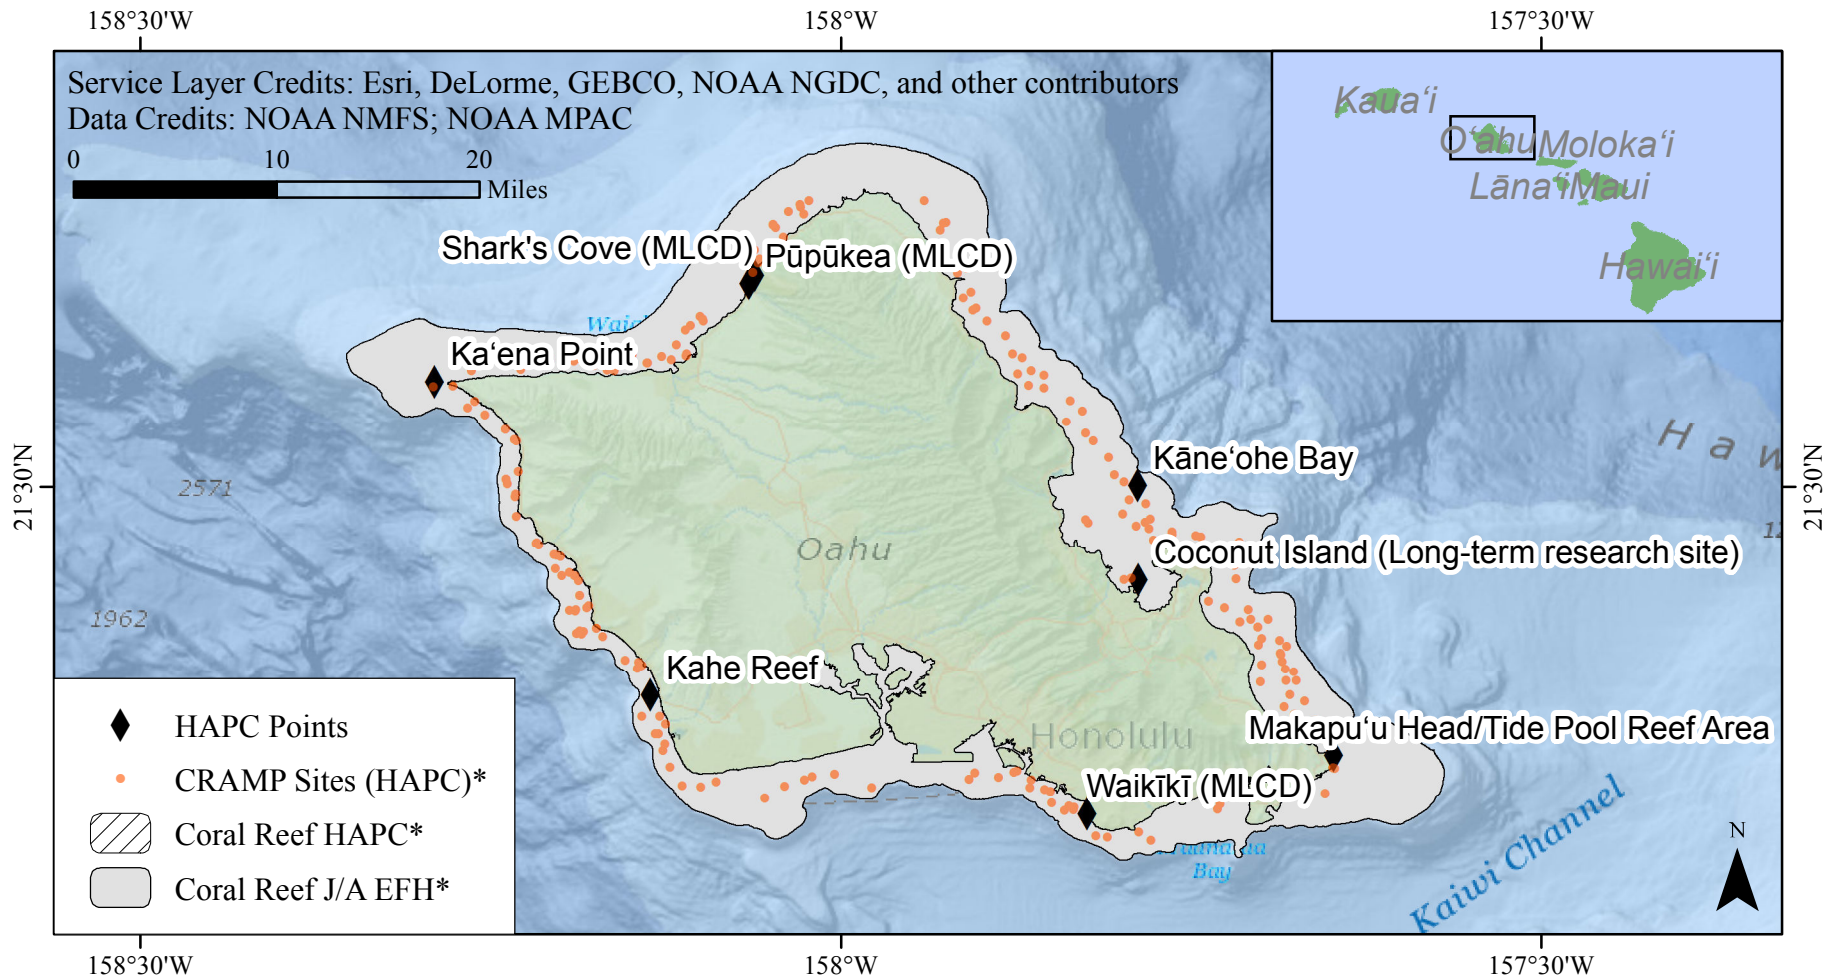 158°30'W
158°W
157°30'W
Service Layer Credits: Esri, DeLorme, GEBCO, NOAA NGDC, and other contributors
Data Credits: NOAA NMFS; NOAA MPAC
0 10 20
Miles
Kauaʻi
Oʻahu
Molokaʻi
Lānaʻi
Maui
Hawaiʻi
Shark's Cove (MLCD)
Pūpūkea (MLCD)
Kaʻena Point
Kāneʻohe Bay
21°30'N
21°30'N
2571
Oahu
Coconut Island (Long-term research site)
1962
Kahe Reef
Honolulu
Makapuʻu Head/Tide Pool Reef Area
Waikīkī (MLCD)
Bay
Kaiwi Channel
N
HAPC Points
CRAMP Sites (HAPC)*
Coral Reef HAPC*
Coral Reef J/A EFH*
158°30'W
158°W
157°30'W